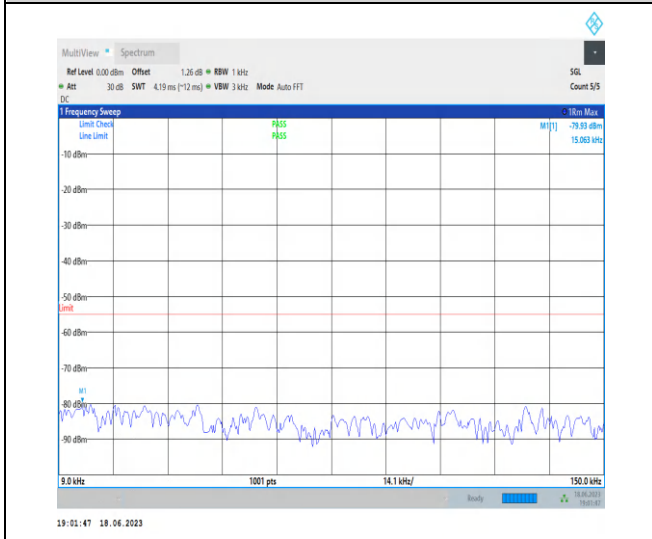 MultiView Spectrum
Ref Level 0.00 dBm Offset 1.26 dB RBW 1 kHz SGL
Att 30 dB SWT 4.19 ms (~12 ms) VBW 3 kHz Mode Auto FFT Count 5/5
DC
1 Frequency Sweep 1Rm Max
Limit Check PASS M1[1] -79.93 dBm
Line Limit PASS 15.063 kHz
-10 dBm
-20 dBm
-30 dBm
-40 dBm
-50 dBm
Limit
-60 dBm
-70 dBm
M1
-80 dBm
-90 dBm
9.0 kHz 1001 pts 14.1 kHz/ 150.0 kHz
Ready 18.06.2023
19:01:47
19:01:47 18.06.2023